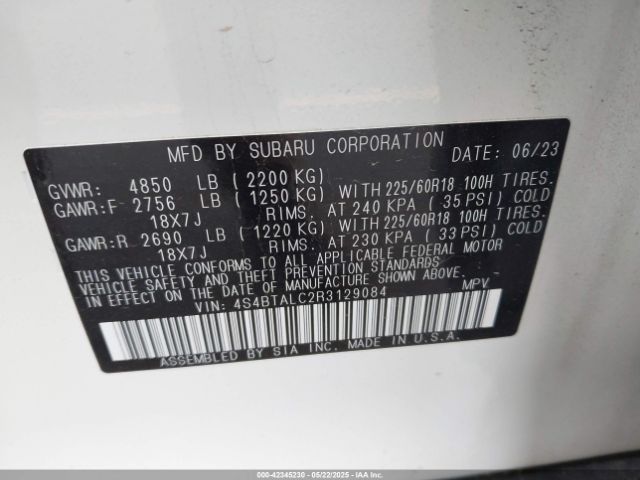 MFD BY SUBARU CORPORATION DATE: 06/23
GVWR: 4850 LB (2200 KG)
GAWR:F 2756 LB (1250 KG) WITH 225/60R18 100H TIRES.
18X7J RIMS. AT 240 KPA (35 PSI) COLD
GAWR:R 2690 LB (1220 KG) WITH 225/60R18 100H TIRES.
18X7J RIMS. AT 230 KPA (33 PSI) COLD
THIS VEHICLE CONFORMS TO ALL APPLICABLE FEDERAL MOTOR
VEHICLE SAFETY AND THEFT PREVENTION STANDARDS IN
EFFECT ON THE DATE OF MANUFACTURE SHOWN ABOVE.
VIN: 4S4BTALC2R3129084 MPV
ASSEMBLED BY SIA INC. MADE IN U.S.A.
000-42345230 - 05/22/2025 - IAAI.COM